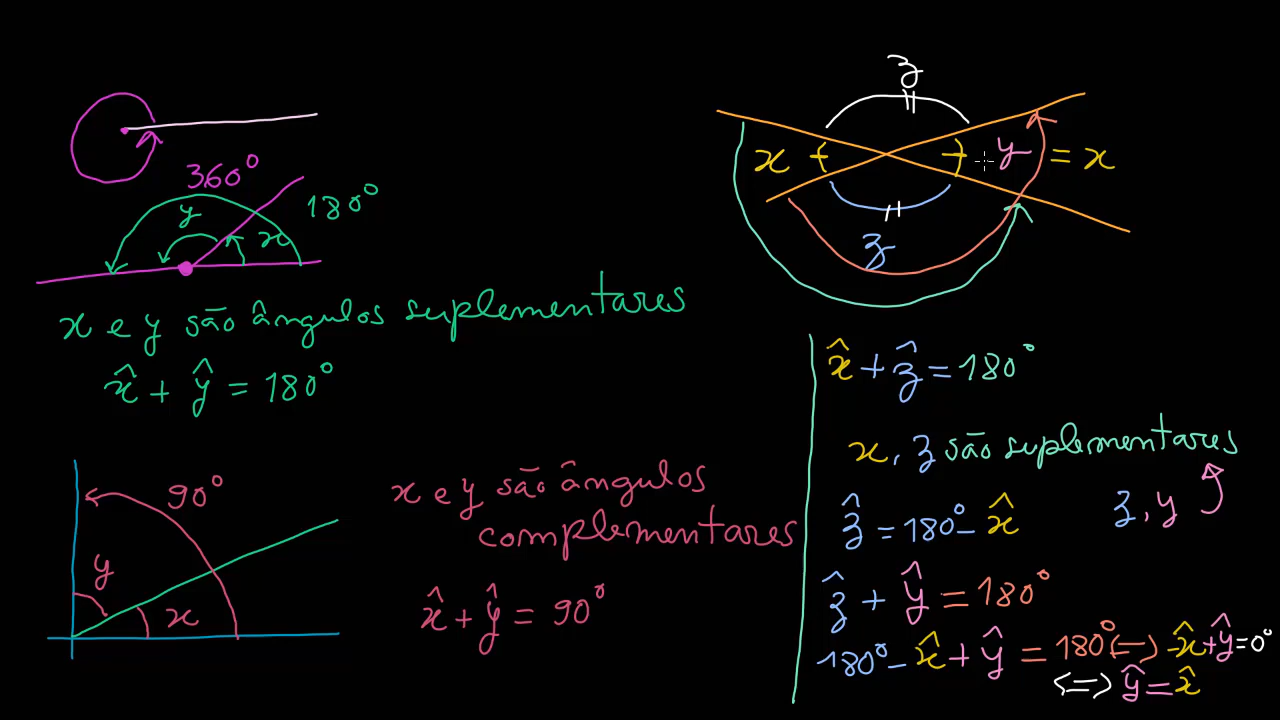 360°
180°
y
x
x e y são ângulos suplementares
x̂ + ŷ = 180°
90°
y
x
x e y são ângulos
complementares
x̂ + ŷ = 90°
z
x
y = x
z
x̂ + ẑ = 180°
x, z são suplementares
ẑ = 180° - x̂
z, y
ẑ + ŷ = 180°
180° - x̂ + ŷ = 180° (=) -x̂ + ŷ = 0°
<=> ŷ = x̂